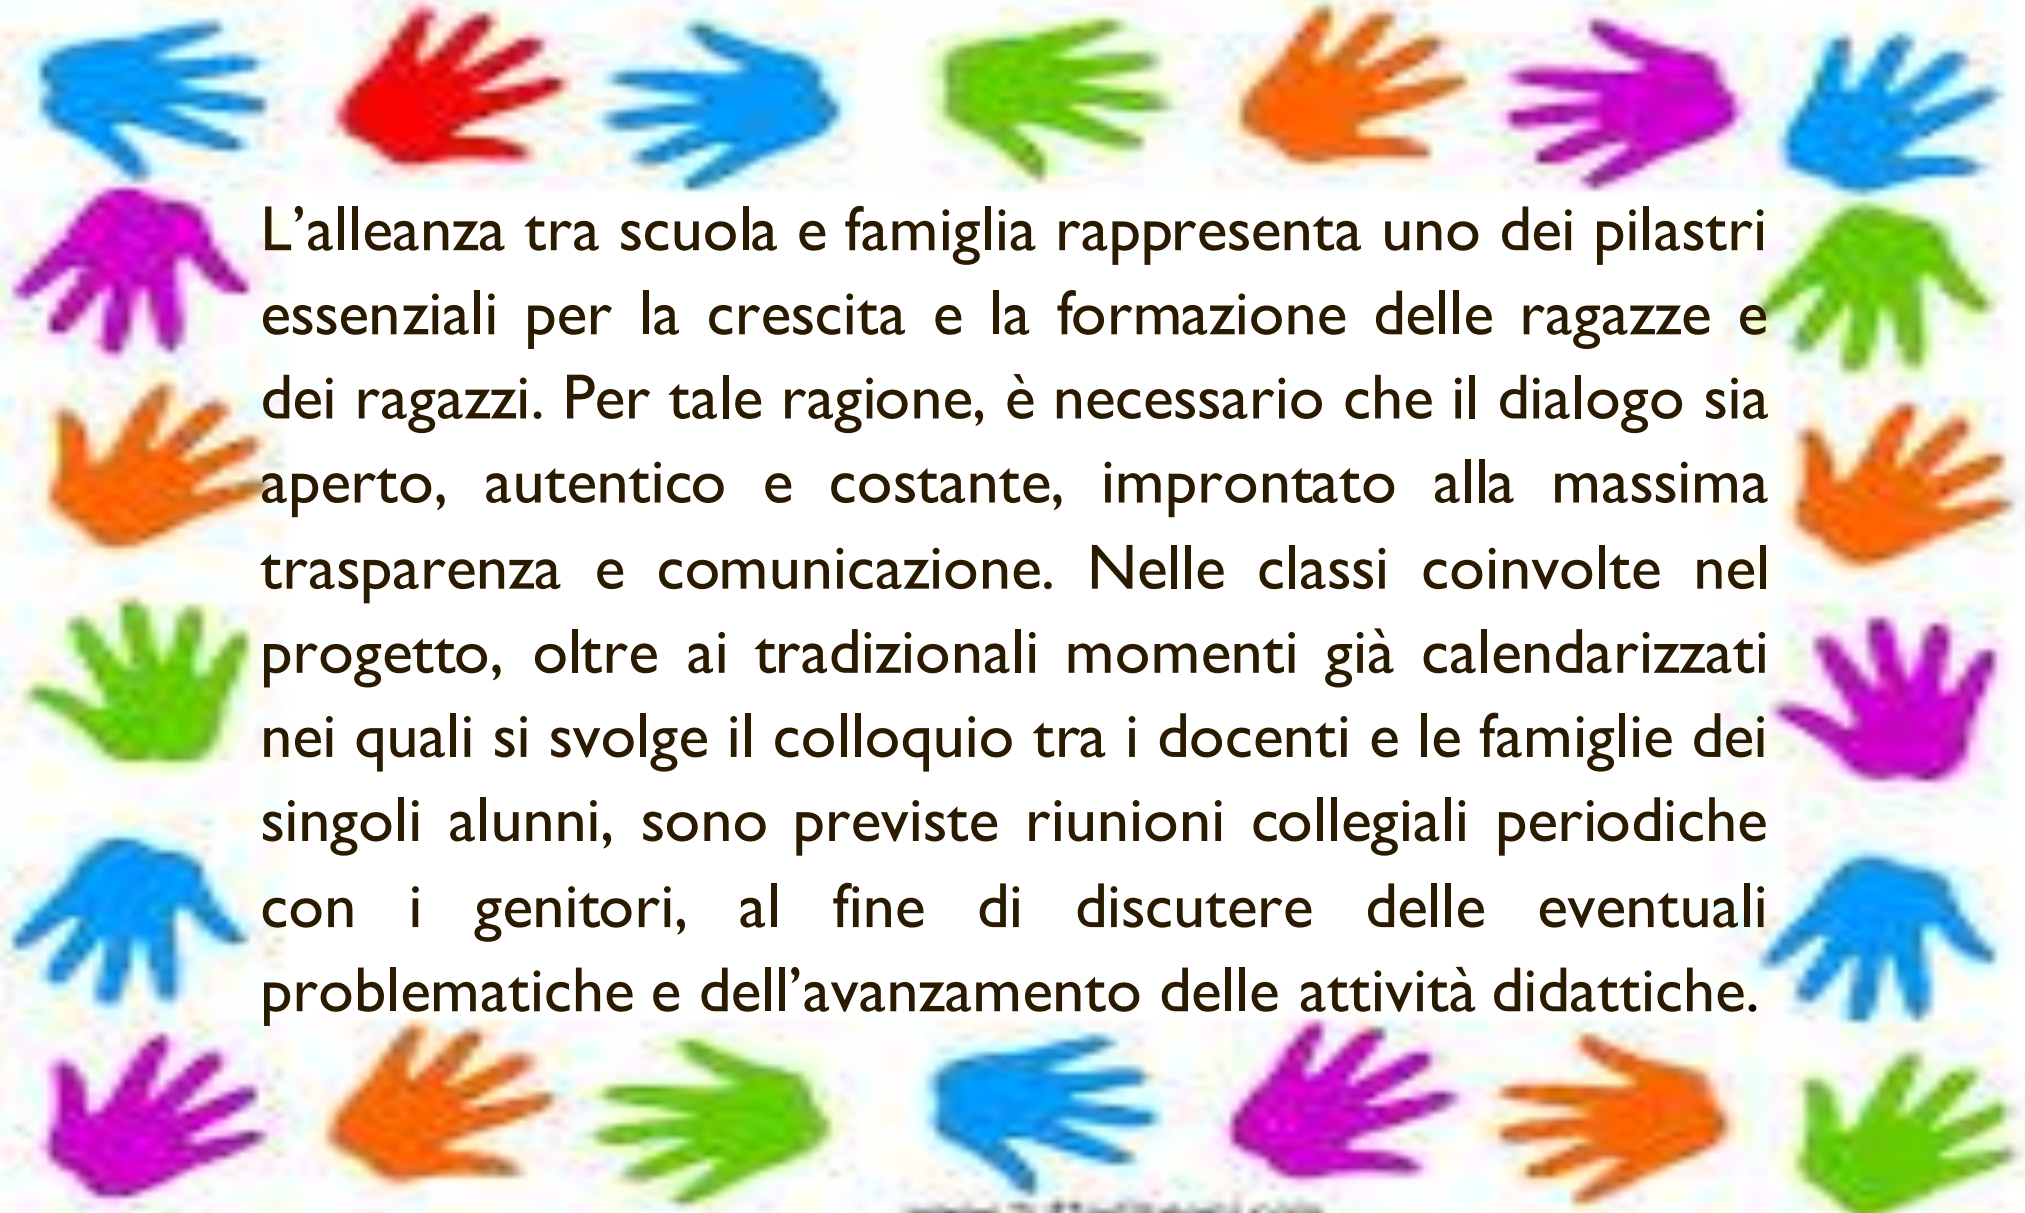 L’alleanza tra scuola e famiglia rappresenta uno dei pilastri
essenziali per la crescita e la formazione delle ragazze e
dei ragazzi. Per tale ragione, è necessario che il dialogo sia
aperto, autentico e costante, improntato alla massima
trasparenza e comunicazione. Nelle classi coinvolte nel
progetto, oltre ai tradizionali momenti già calendarizzati
nei quali si svolge il colloquio tra i docenti e le famiglie dei
singoli alunni, sono previste riunioni collegiali periodiche
con i genitori, al fine di discutere delle eventuali
problematiche e dell’avanzamento delle attività didattiche.